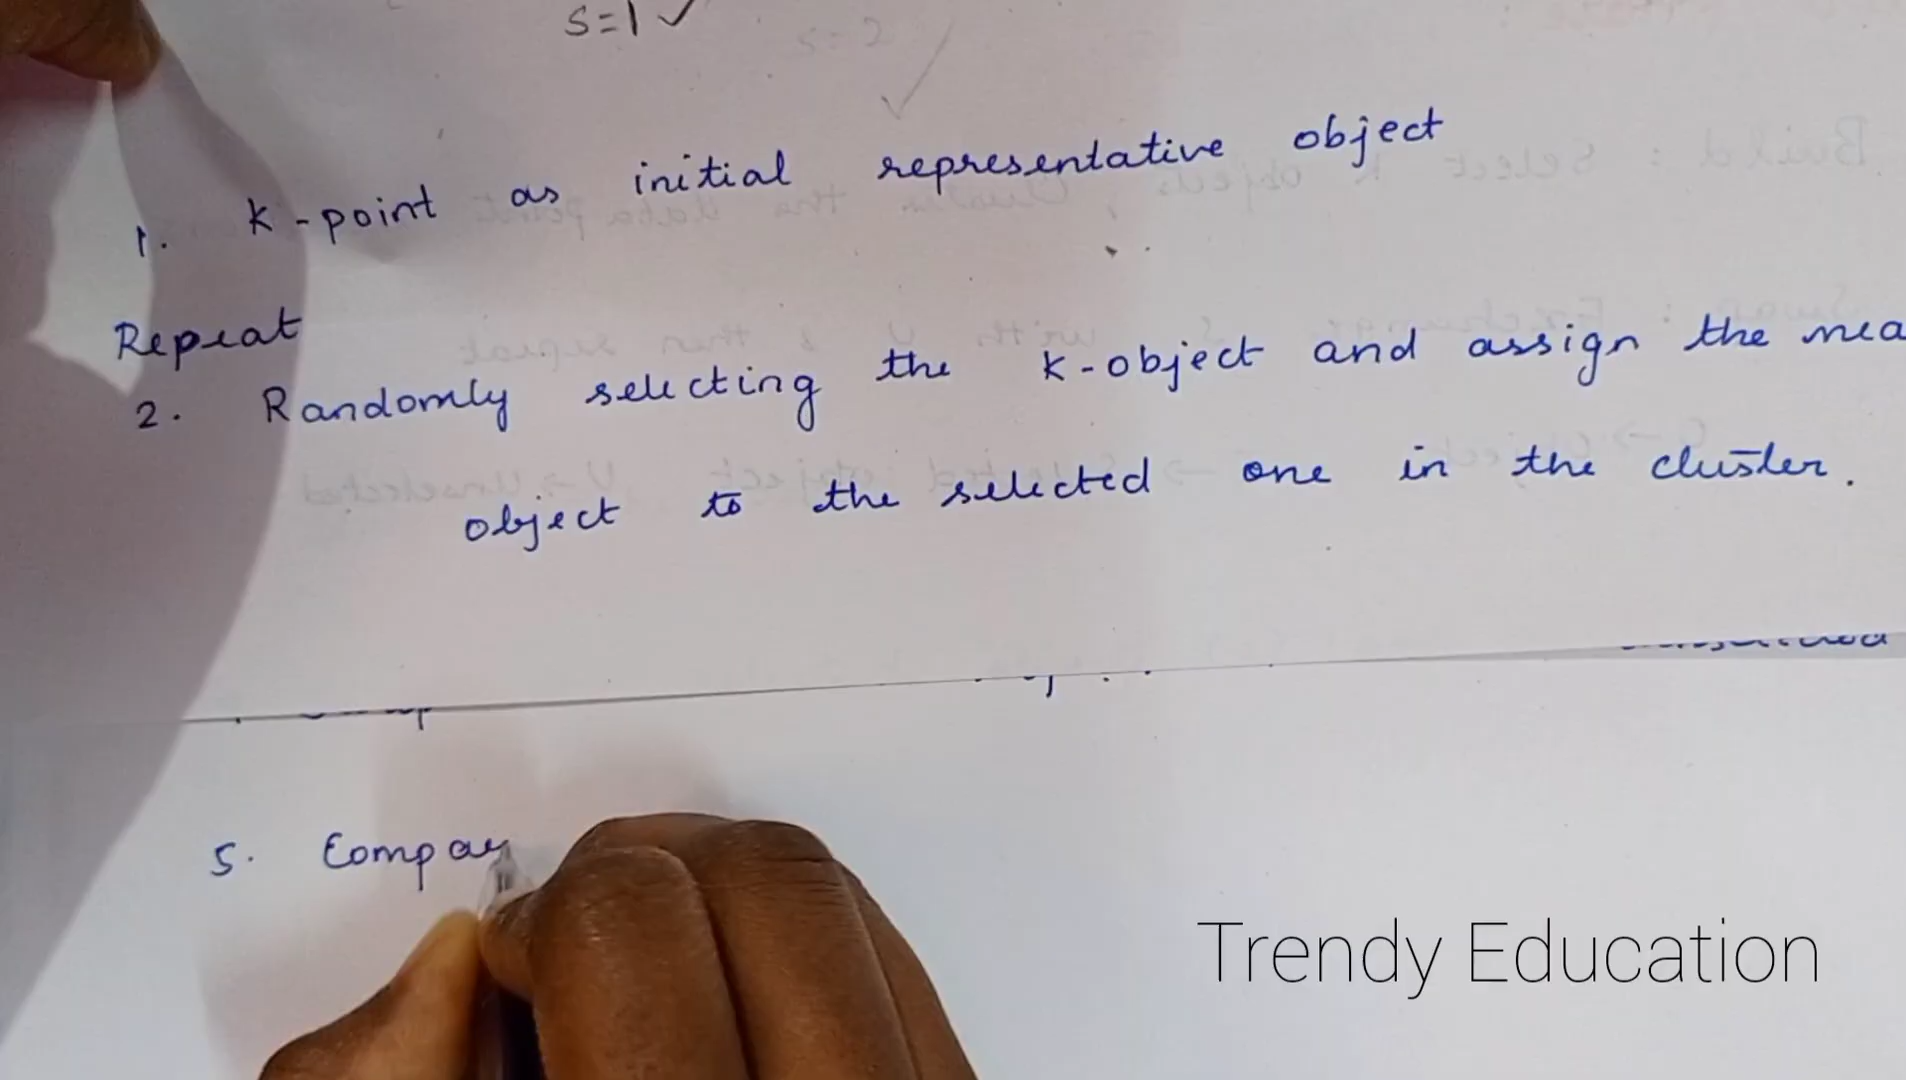 S=1 ✓
1. K-point as initial representative object
Repeat
2. Randomly selecting the K-object and assign the nea
object to the selected one in the cluster.
5. Compar
Trendy Education